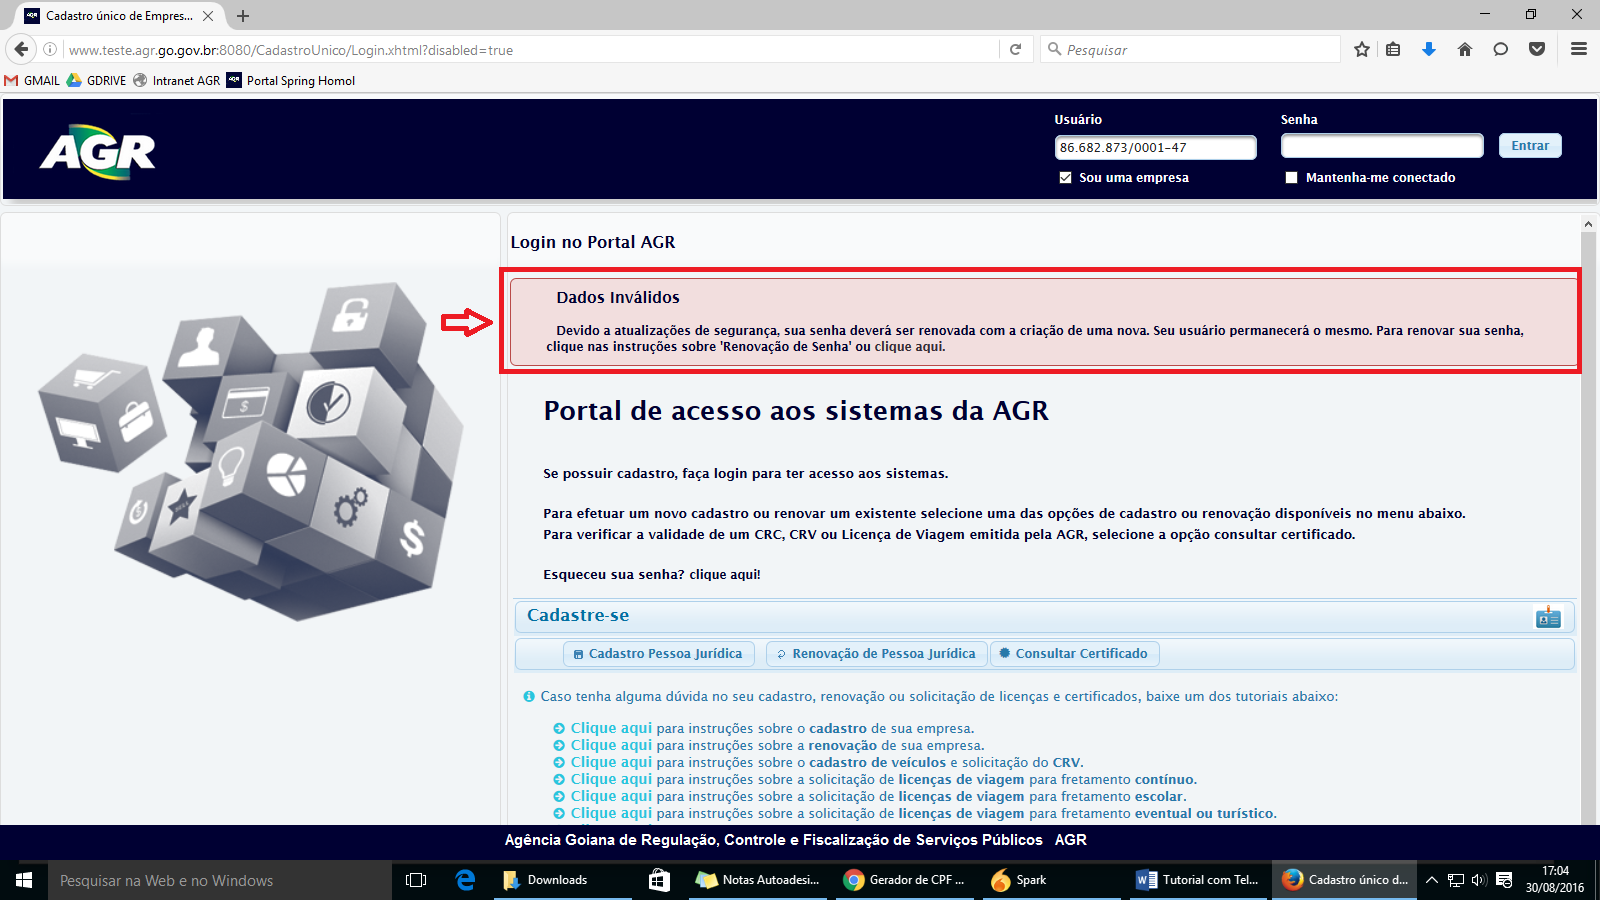 Cadastro único de Empres...
www.teste.agr.go.gov.br:8080/CadastroUnico/Login.xhtml?disabled=true
Pesquisar
GMAIL GDRIVE Intranet AGR Portal Spring Homol
AGR
Usuário
Senha
86.682.873/0001-47
Entrar
Sou uma empresa
Mantenha-me conectado
Login no Portal AGR
Dados Inválidos
Devido a atualizações de segurança, sua senha deverá ser renovada com a criação de uma nova. Seu usuário permanecerá o mesmo. Para renovar sua senha,
clique nas instruções sobre 'Renovação de Senha' ou clique aqui.
Portal de acesso aos sistemas da AGR
Se possuir cadastro, faça login para ter acesso aos sistemas.
Para efetuar um novo cadastro ou renovar um existente selecione uma das opções de cadastro ou renovação disponíveis no menu abaixo.
Para verificar a validade de um CRC, CRV ou Licença de Viagem emitida pela AGR, selecione a opção consultar certificado.
Esqueceu sua senha? clique aqui!
Cadastre-se
Cadastro Pessoa Jurídica Renovação de Pessoa Jurídica Consultar Certificado
Caso tenha alguma dúvida no seu cadastro, renovação ou solicitação de licenças e certificados, baixe um dos tutoriais abaixo:
Clique aqui para instruções sobre o cadastro de sua empresa.
Clique aqui para instruções sobre a renovação de sua empresa.
Clique aqui para instruções sobre o cadastro de veículos e solicitação do CRV.
Clique aqui para instruções sobre a solicitação de licenças de viagem para fretamento contínuo.
Clique aqui para instruções sobre a solicitação de licenças de viagem para fretamento escolar.
Clique aqui para instruções sobre a solicitação de licenças de viagem para fretamento eventual ou turístico.
Agência Goiana de Regulação, Controle e Fiscalização de Serviços Públicos AGR
Pesquisar na Web e no Windows
Downloads
Notas Autoadesi...
Gerador de CPF ...
Spark
Tutorial com Tel...
Cadastro único d...
17:04
30/08/2016